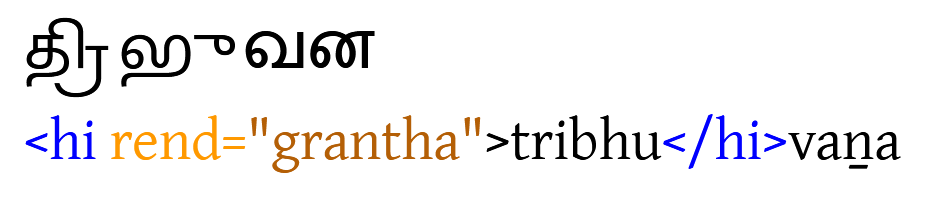 𑌤𑍍𑌰𑌿𑌭𑍁வன
<hi rend="grantha">tribhu</hi>vaṉa